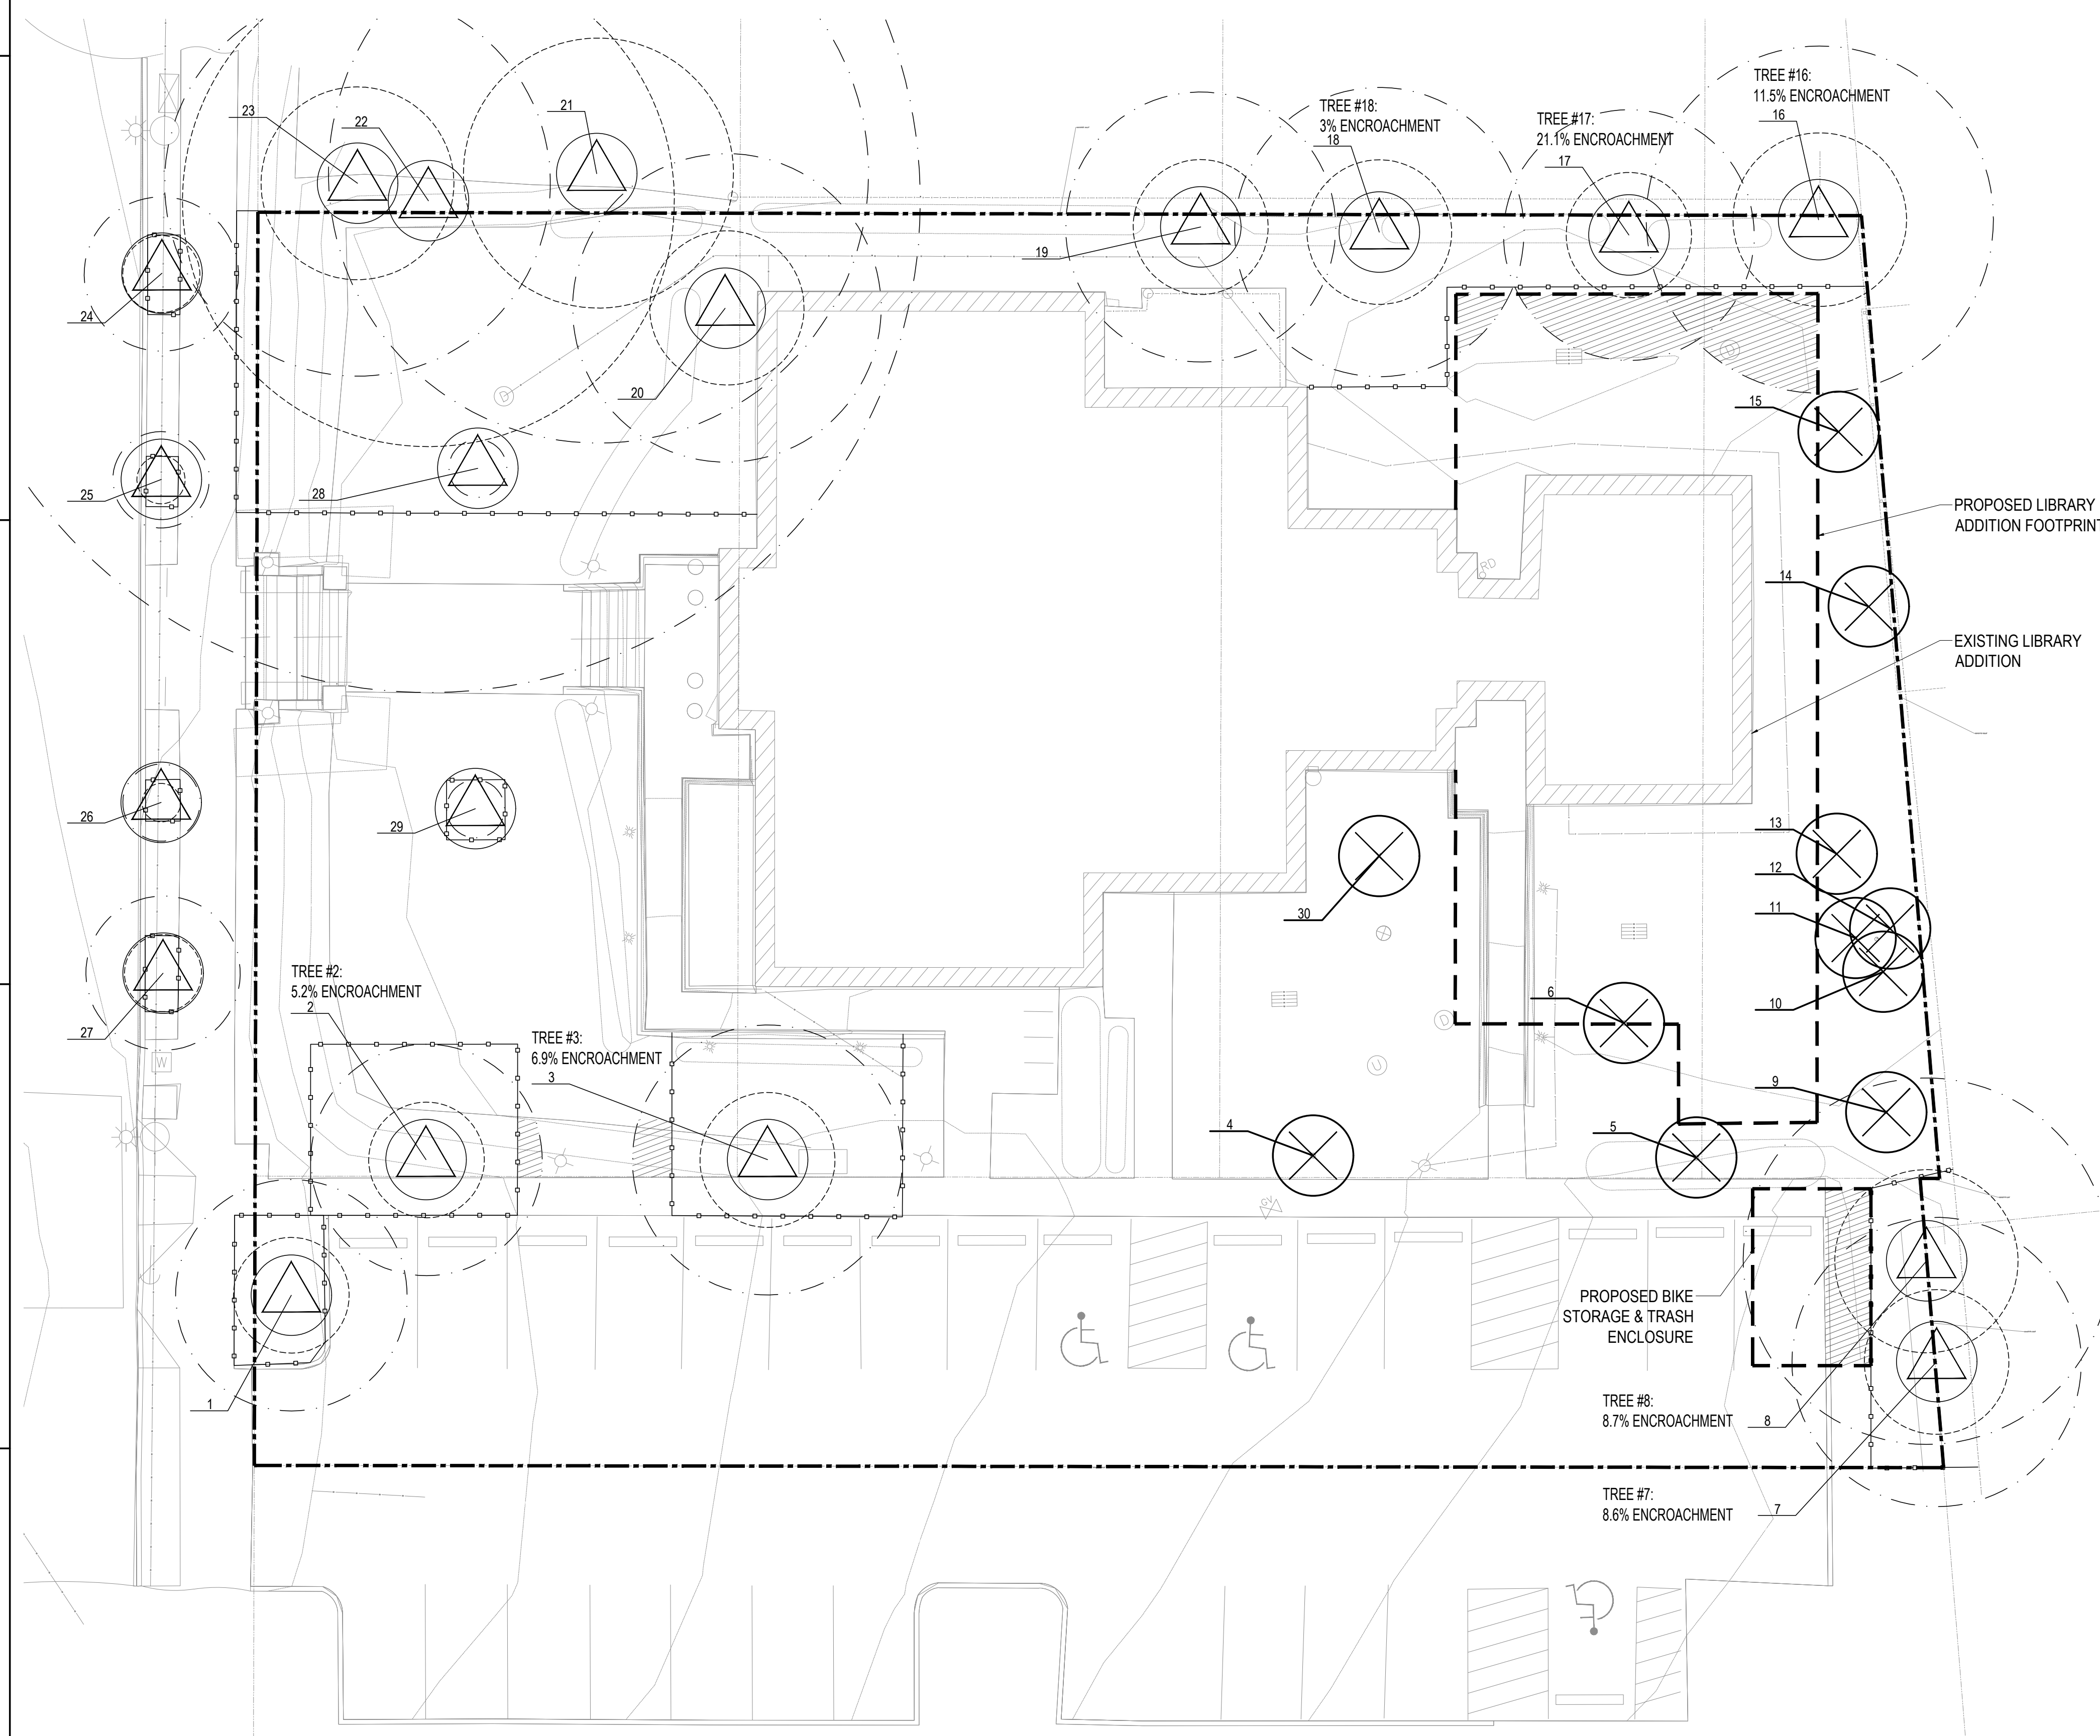 TREE #16:
11.5% ENCROACHMENT
16
TREE #18:
3% ENCROACHMENT
18
TREE #17:
21.1% ENCROACHMENT
17
23
22
21
19
24
20
25
28
D
D
15
PROPOSED LIBRARY
ADDITION FOOTPRINT
RD
14
EXISTING LIBRARY
ADDITION
26
29
13
12
11
30
10
6
D
U
27
W
TREE #2:
5.2% ENCROACHMENT
2
TREE #3:
6.9% ENCROACHMENT
3
9
4
5
GV
1
PROPOSED BIKE
STORAGE & TRASH
ENCLOSURE
TREE #8:
8.7% ENCROACHMENT
8
TREE #7:
8.6% ENCROACHMENT
7